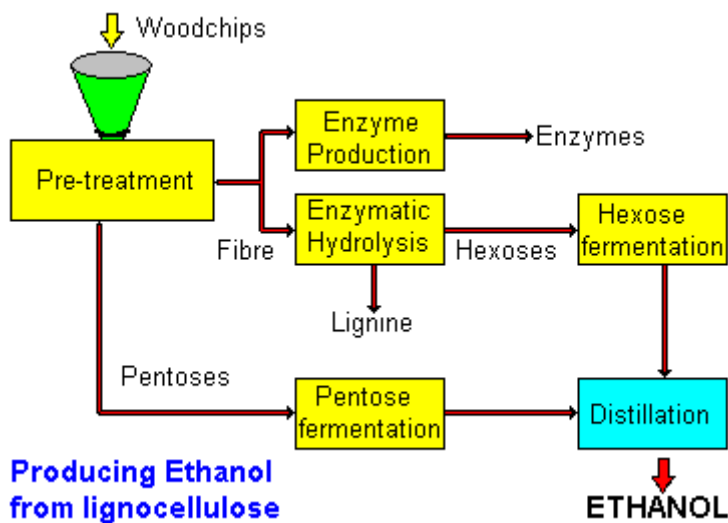 Woodchips
Enzyme
Production
Enzymes
Pre-treatment
Enzymatic
Hydrolysis
Hexose
fermentation
Fibre
Hexoses
Lignine
Pentoses
Pentose
fermentation
Distillation
Producing Ethanol
from lignocellulose
ETHANOL